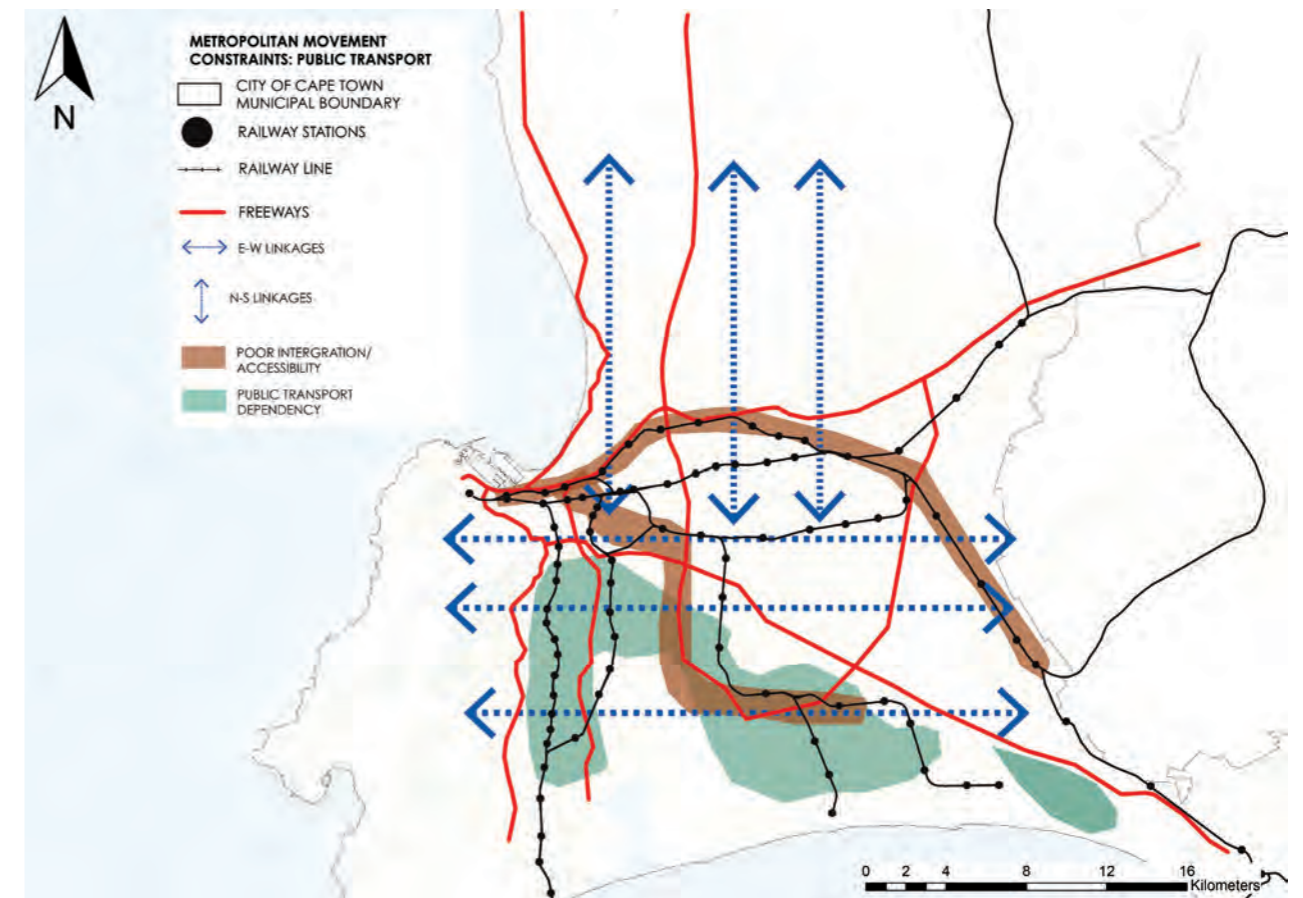 N
METROPOLITAN MOVEMENT
CONSTRAINTS: PUBLIC TRANSPORT
CITY OF CAPE TOWN
MUNICIPAL BOUNDARY
RAILWAY STATIONS
RAILWAY LINE
FREEWAYS
E-W LINKAGES
N-S LINKAGES
POOR INTERGRATION/
ACCESSIBILITY
PUBLIC TRANSPORT
DEPENDENCY
0 2 4 8 12 16
Kilometers